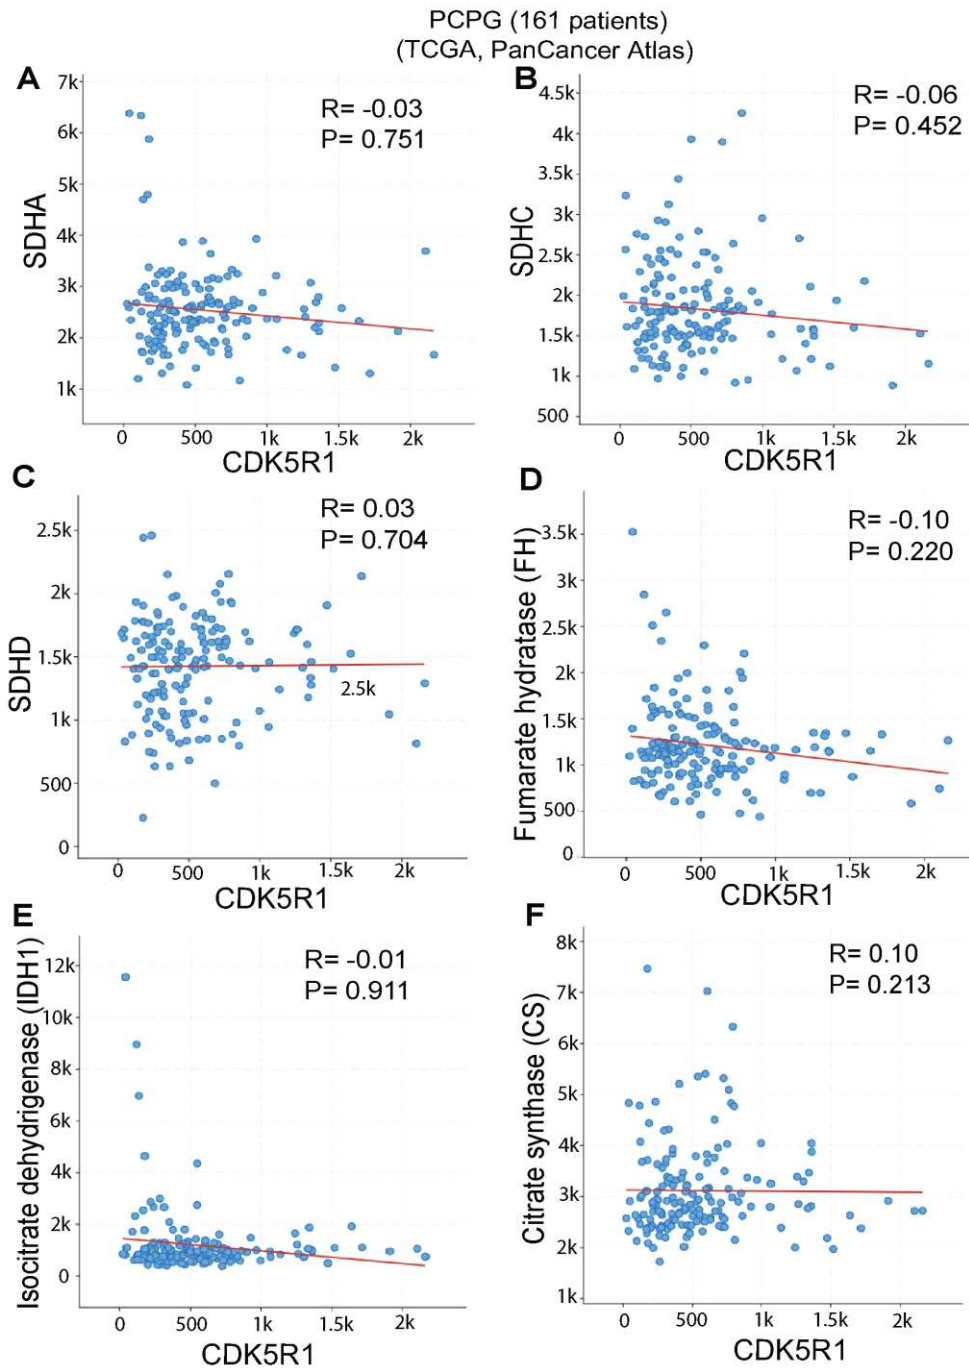 PCPG (161 patients)
(TCGA, PanCancer Atlas)
A
7k
6k
5k
4k
3k
2k
1k
SDHA
R= -0.03
P= 0.751
0 500 1k 1.5k 2k
CDK5R1
B
4.5k
4k
3.5k
3k
2.5k
2k
1.5k
1k
500
SDHC
R= -0.06
P= 0.452
0 500 1k 1.5k 2k
CDK5R1
C
2.5k
2k
1.5k
1k
500
0
SDHD
R= 0.03
P= 0.704
2.5k
0 500 1k 1.5k 2k
CDK5R1
D
3.5k
3k
2.5k
2k
1.5k
1k
500
0
Fumarate hydratase (FH)
R= -0.10
P= 0.220
0 500 1k 1.5k 2k
CDK5R1
E
12k
10k
8k
6k
4k
2k
0
Isocitrate dehydrigenase (IDH1)
R= -0.01
P= 0.911
0 500 1k 1.5k 2k
CDK5R1
F
8k
7k
6k
5k
4k
3k
2k
1k
Citrate synthase (CS)
R= 0.10
P= 0.213
0 500 1k 1.5k 2k
CDK5R1